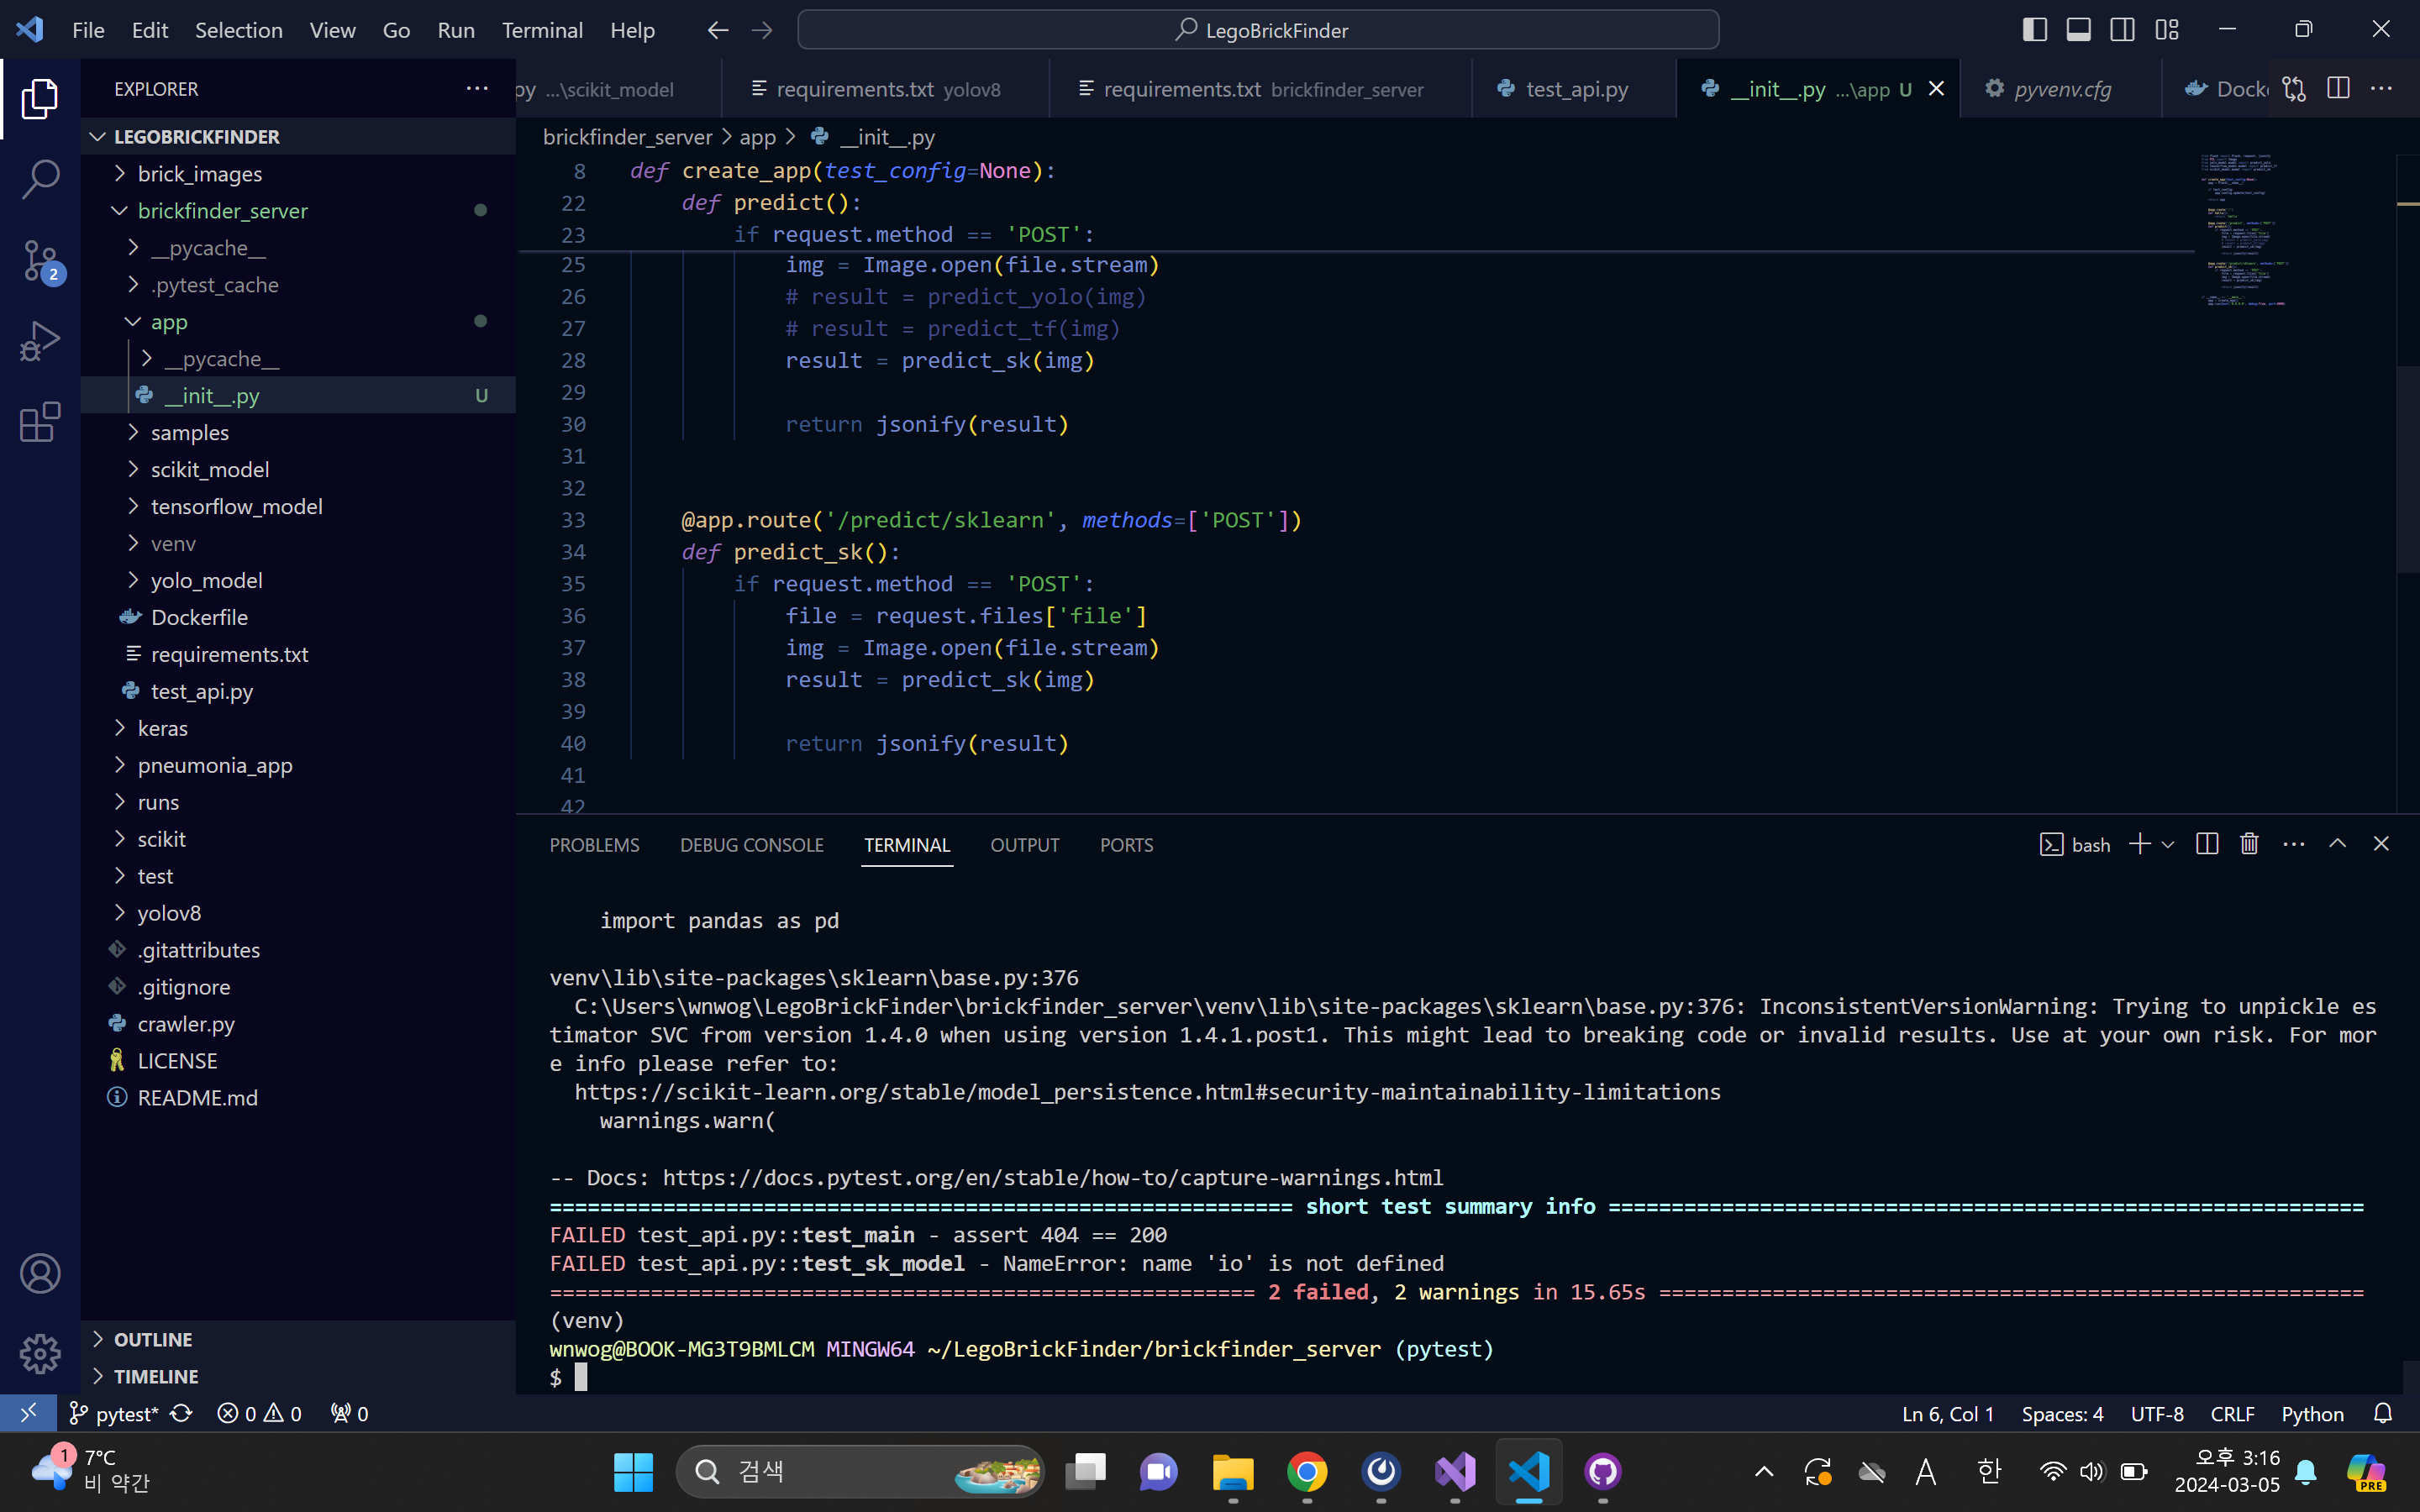 File Edit Selection View Go Run Terminal Help
LegoBrickFinder
EXPLORER
py ...\scikit_model
requirements.txt yolov8
requirements.txt brickfinder_server
test_api.py
__init__.py ...\app U
pyvenv.cfg
Docke
brickfinder_server > app > __init__.py
LEGOBRICKFINDER
brick_images
brickfinder_server
__pycache__
.pytest_cache
app
__pycache__
__init__.py U
samples
scikit_model
tensorflow_model
venv
yolo_model
Dockerfile
requirements.txt
test_api.py
keras
pneumonia_app
runs
scikit
test
yolov8
.gitattributes
.gitignore
crawler.py
LICENSE
README.md
OUTLINE
TIMELINE
2
8 def create_app(test_config=None):
22 def predict():
23 if request.method == 'POST':
25 img = Image.open(file.stream)
26 # result = predict_yolo(img)
27 # result = predict_tf(img)
28 result = predict_sk(img)
29
30 return jsonify(result)
31
32
33 @app.route('/predict/sklearn', methods=['POST'])
34 def predict_sk():
35 if request.method == 'POST':
36 file = request.files['file']
37 img = Image.open(file.stream)
38 result = predict_sk(img)
39
40 return jsonify(result)
41
42
PROBLEMS DEBUG CONSOLE TERMINAL OUTPUT PORTS
bash
import pandas as pd
venv\lib\site-packages\sklearn\base.py:376
C:\Users\wnwog\LegoBrickFinder\brickfinder_server\venv\lib\site-packages\sklearn\base.py:376: InconsistentVersionWarning: Trying to unpickle es
timator SVC from version 1.4.0 when using version 1.4.1.post1. This might lead to breaking code or invalid results. Use at your own risk. For mor
e info please refer to:
https://scikit-learn.org/stable/model_persistence.html#security-maintainability-limitations
warnings.warn(
-- Docs: https://docs.pytest.org/en/stable/how-to/capture-warnings.html
=========================================================== short test summary info ============================================================
FAILED test_api.py::test_main - assert 404 == 200
FAILED test_api.py::test_sk_model - NameError: name 'io' is not defined
======================================================== 2 failed, 2 warnings in 15.65s ========================================================
(venv)
wnwog@BOOK-MG3T9BMLCM MINGW64 ~/LegoBrickFinder/brickfinder_server (pytest)
$
pytest* 0 0 0
Ln 6, Col 1 Spaces: 4 UTF-8 CRLF Python
1
7°C
비 약간
검색
A
한
오후 3:16
2024-03-05
PRE